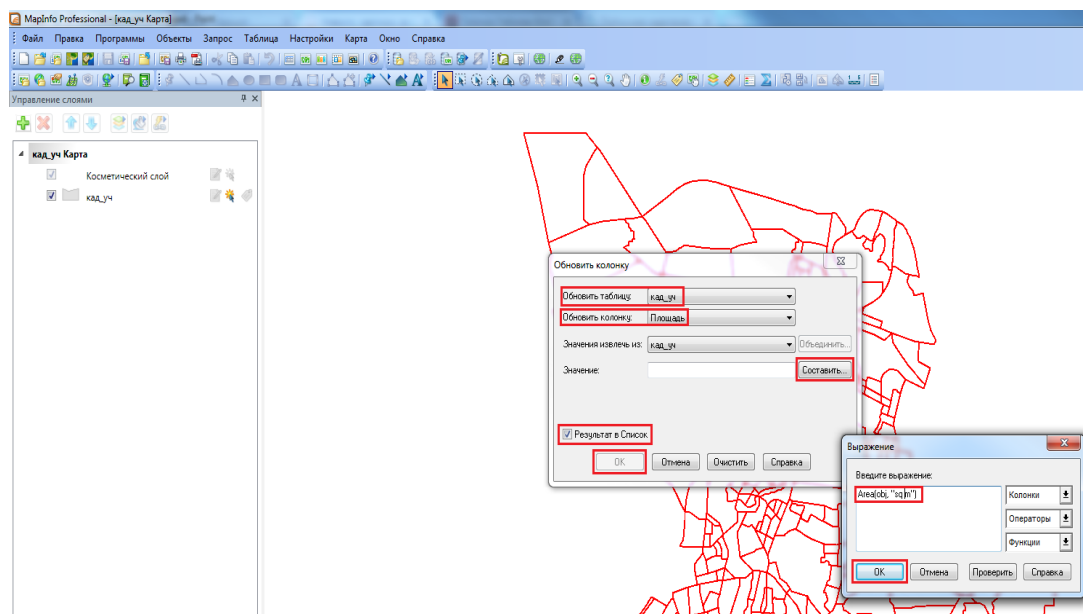 MapInfo Professional - [кад_уч Карта]
Файл Правка Программы Объекты Запрос Таблица Настройки Карта Окно Справка
Управление слоями
кад_уч Карта
Косметический слой
кад_уч
Обновить колонку
Обновить таблицу: кад_уч
Обновить колонку: Площадь
Значения извлечь из: кад_уч Объединить...
Значение: Составить...
Результат в Список
OK Отмена Очистить Справка
Выражение
Введите выражение:
Area(obj, "sq m")
Колонки
Операторы
Функции
OK Отмена Проверить Справка